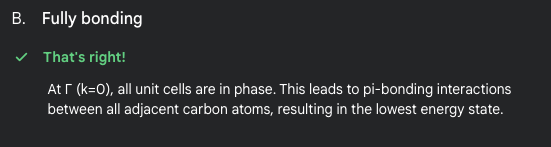 B. Fully bonding
That's right!
At Γ (k=0), all unit cells are in phase. This leads to pi-bonding interactions
between all adjacent carbon atoms, resulting in the lowest energy state.